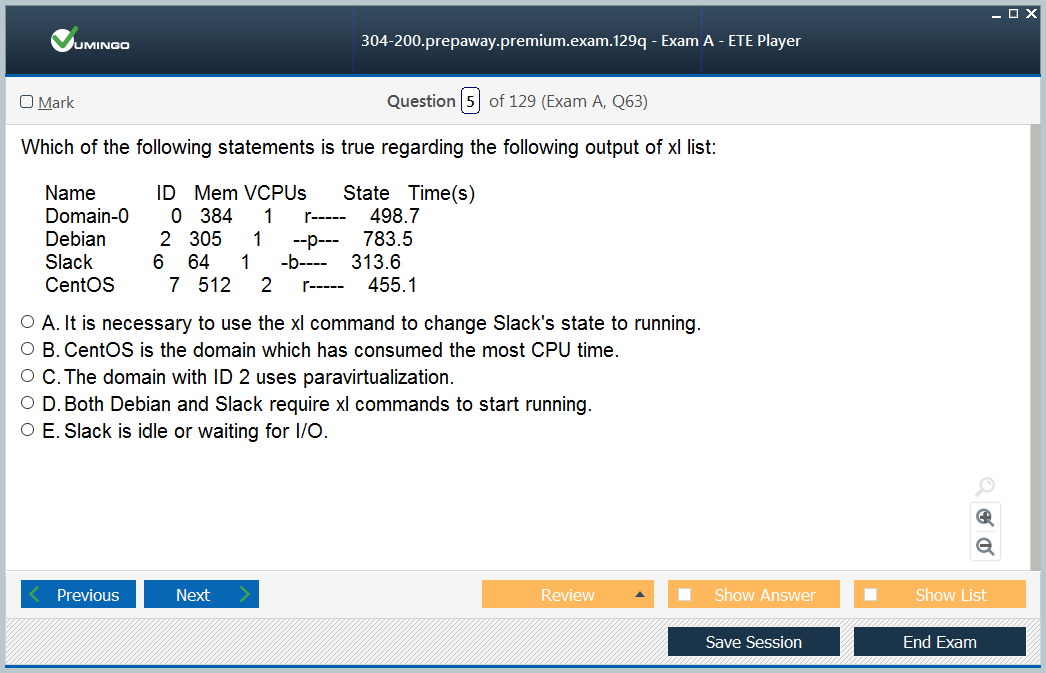 VUMINGO
304-200.prepaway.premium.exam.129q - Exam A - ETE Player
Mark
Question 5 of 129 (Exam A, Q63)
Which of the following statements is true regarding the following output of xl list:
Name ID Mem VCPUs State Time(s)
Domain-0 0 384 1 r----- 498.7
Debian 2 305 1 --p--- 783.5
Slack 6 64 1 -b---- 313.6
CentOS 7 512 2 r----- 455.1
A. It is necessary to use the xl command to change Slack's state to running.
B. CentOS is the domain which has consumed the most CPU time.
C. The domain with ID 2 uses paravirtualization.
D. Both Debian and Slack require xl commands to start running.
E. Slack is idle or waiting for I/O.
Previous Next Review Show Answer Show List
Save Session End Exam